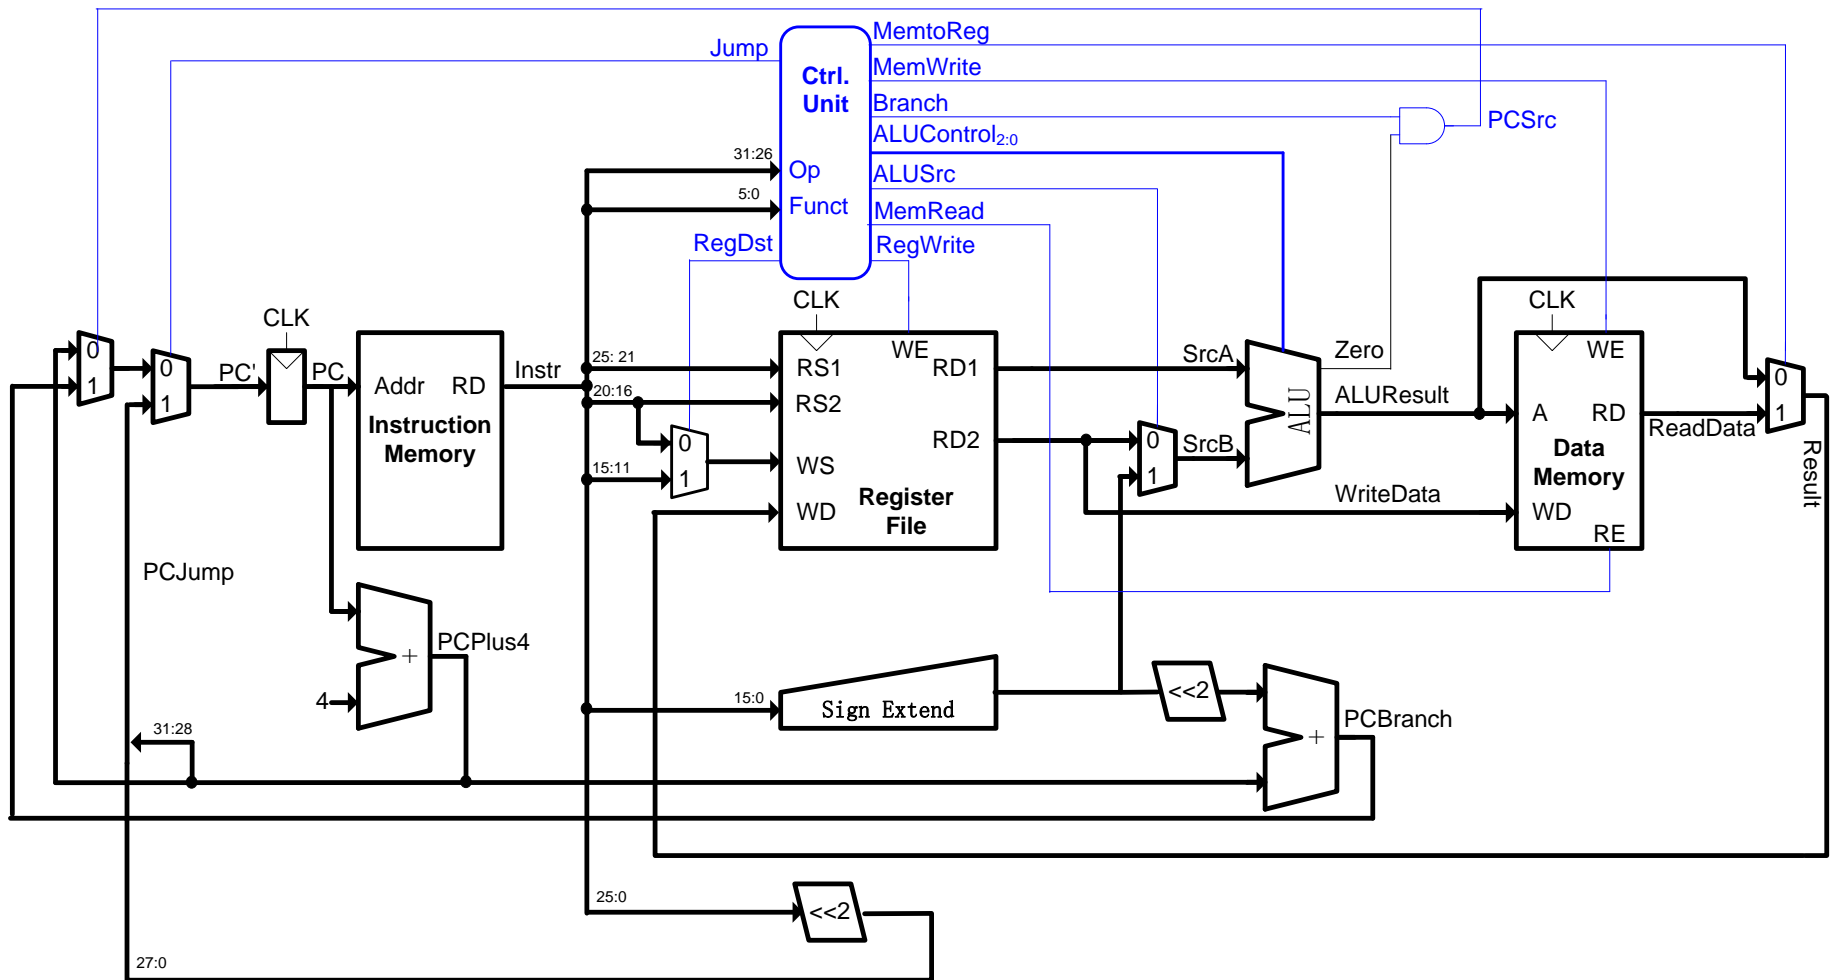 MemtoReg
Jump
Ctrl.
Unit
MemWrite
Branch
PCSrc
ALUControl2:0
31:26
Op
ALUSrc
5:0
Funct
MemRead
RegDst
RegWrite
CLK
CLK
CLK
0
1
0
1
PC'
PC
Addr
RD
Instruction
Memory
Instr
25: 21
20:16
15:11
0
1
RS1
RS2
WS
WD
WE
RD1
RD2
Register
File
SrcA
0
1
SrcB
ALU
Zero
ALUResult
WriteData
WE
A
RD
Data
Memory
WD
RE
ReadData
0
1
Result
PCJump
+
PCPlus4
4
31:28
15:0
Sign Extend
<<2
+
PCBranch
25:0
<<2
27:0